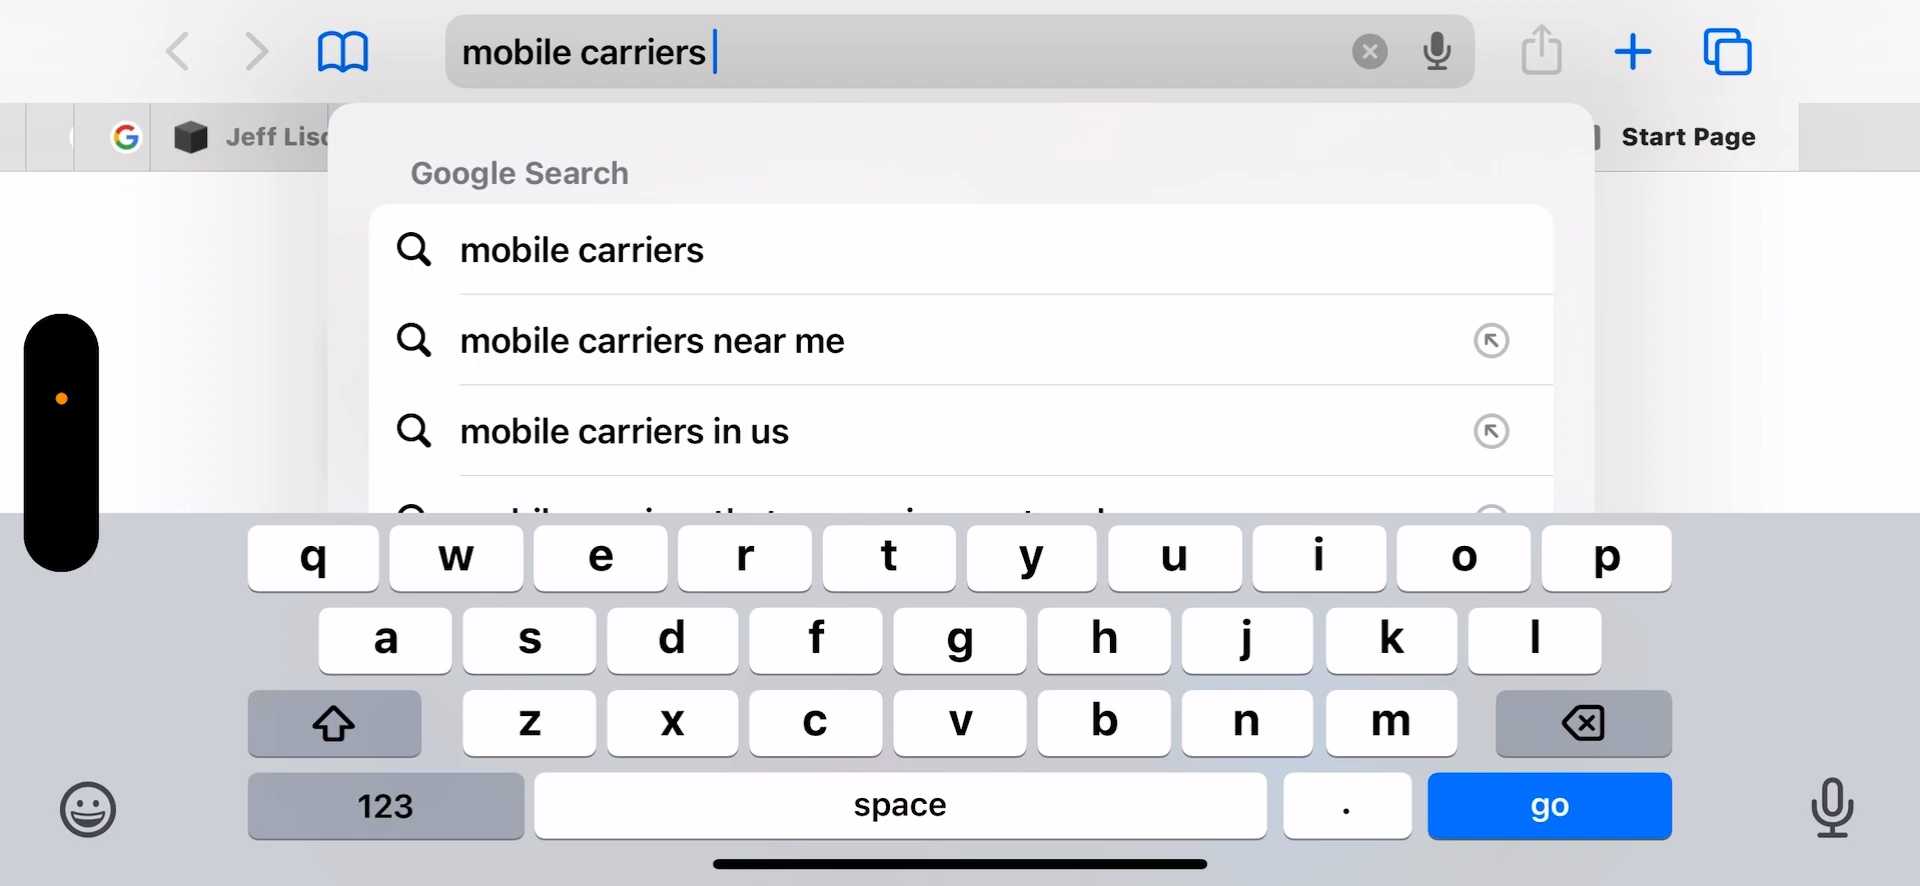 mobile carriers
Jeff Lisc
Start Page
Google Search
mobile carriers
mobile carriers near me
mobile carriers in us
q w e r t y u i o p
a s d f g h j k l
z x c v b n m
123 space . go